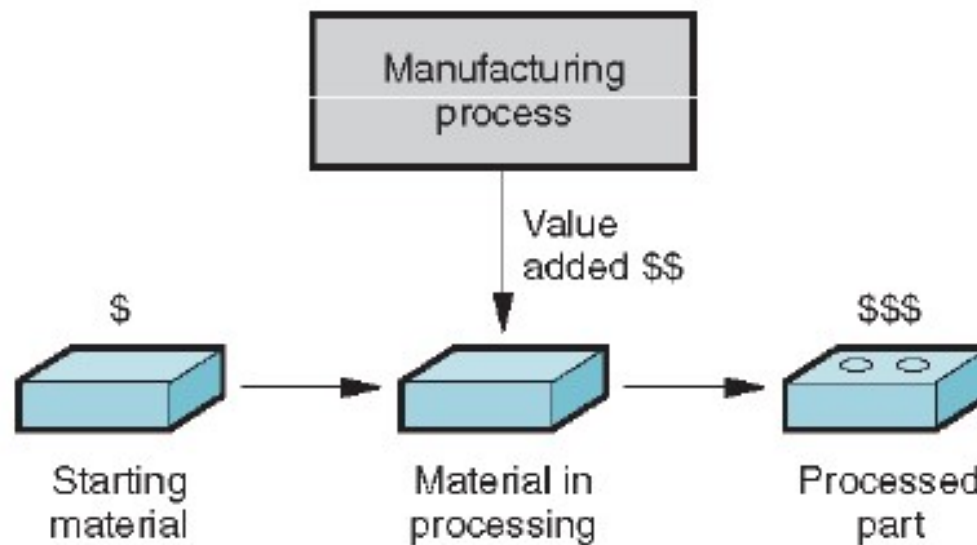 Manufacturing
process
Value
added $$
$
$$$
Starting
material
Material in
processing
Processed
part